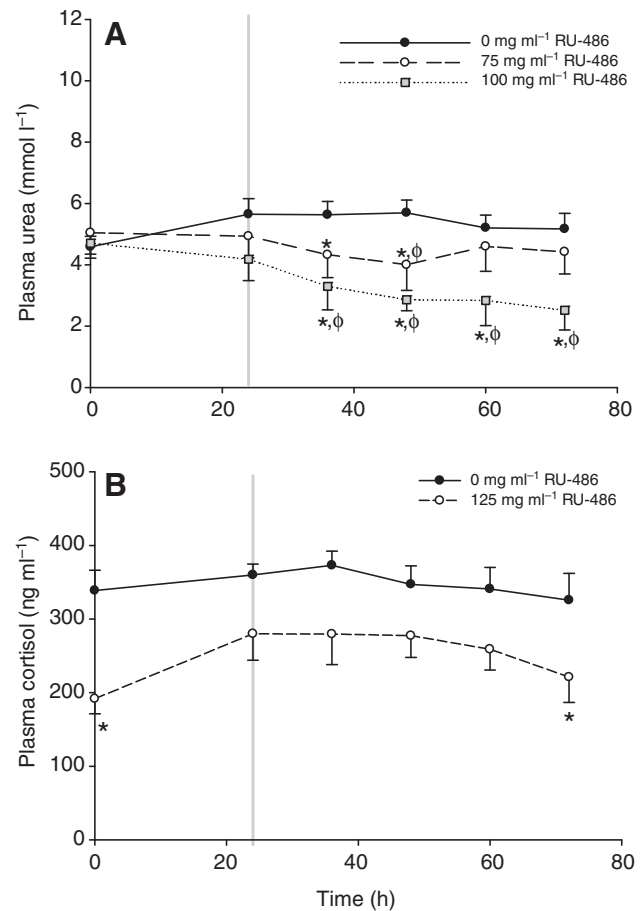 A
0 mg ml⁻¹ RU-486
75 mg ml⁻¹ RU-486
100 mg ml⁻¹ RU-486
Plasma urea (mmol l⁻¹)
12
10
8
6
4
2
0
*
*,ϕ
*,ϕ
*,ϕ
*,ϕ
*,ϕ
0
20
40
60
80
B
0 mg ml⁻¹ RU-486
125 mg ml⁻¹ RU-486
Plasma cortisol (ng ml⁻¹)
500
400
300
200
100
0
*
*
0
20
40
60
80
Time (h)